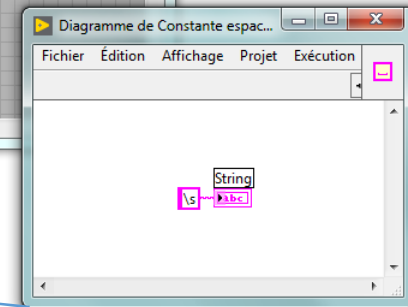 Diagramme de Constante espac...
Fichier Édition Affichage Projet Exécution
String
\s abc